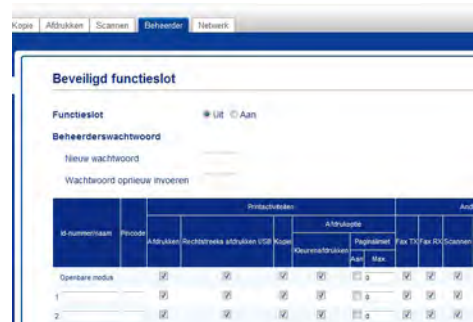 Kopie Afdrukken Scannen Beheerder Netwerk
Beveiligd functieslot
Functieslot Uit Aan
Beheerderswachtwoord
Nieuw wachtwoord
Wachtwoord opnieuw invoeren
Printactiviteiten And
Afdrukoptie
Id-nummer/naam Pincode Afdrukken Rechtstreeks afdrukken USB Kopie Kleurenafdrukken Paginalimiet Fax TX Fax RX Scannen
Aan Max.
Openbare modus 0
1 0
2 0